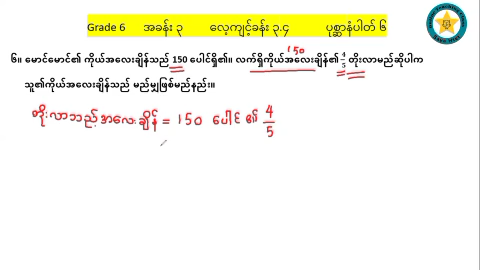 Grade 6 အခန်း ၃ လေ့ကျင့်ခန်း ၃.၄ ပုစ္ဆာနံပါတ် ၆
150
၆။ မောင်မောင်၏ ကိုယ်အလေးချိန်သည် 150 ပေါင်ရှိ၏။ လက်ရှိကိုယ်အလေးချိန်၏ 4/5 တိုးလာမည်ဆိုပါက
သူ၏ကိုယ်အလေးချိန်သည် မည်မျှဖြစ်မည်နည်း။
တိုးလာသည့်အလေးချိန် = 150 ပေါင် ၏ 4/5